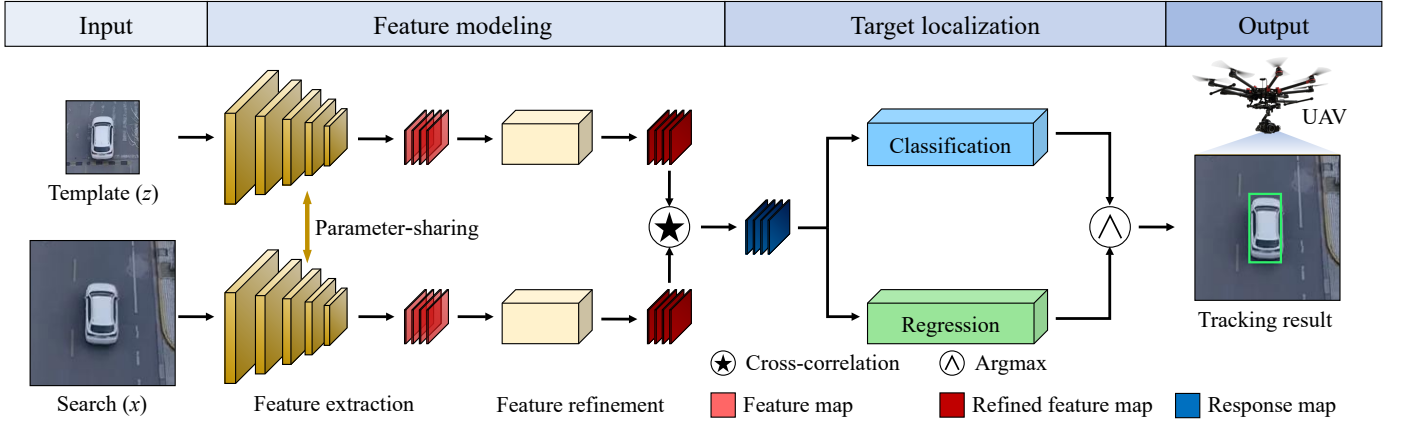 Input
Feature modeling
Target localization
Output
UAV
Classification
Template (z)
Parameter-sharing
Regression
Tracking result
Cross-correlation
Argmax
Search (x)
Feature extraction
Feature refinement
Feature map
Refined feature map
Response map